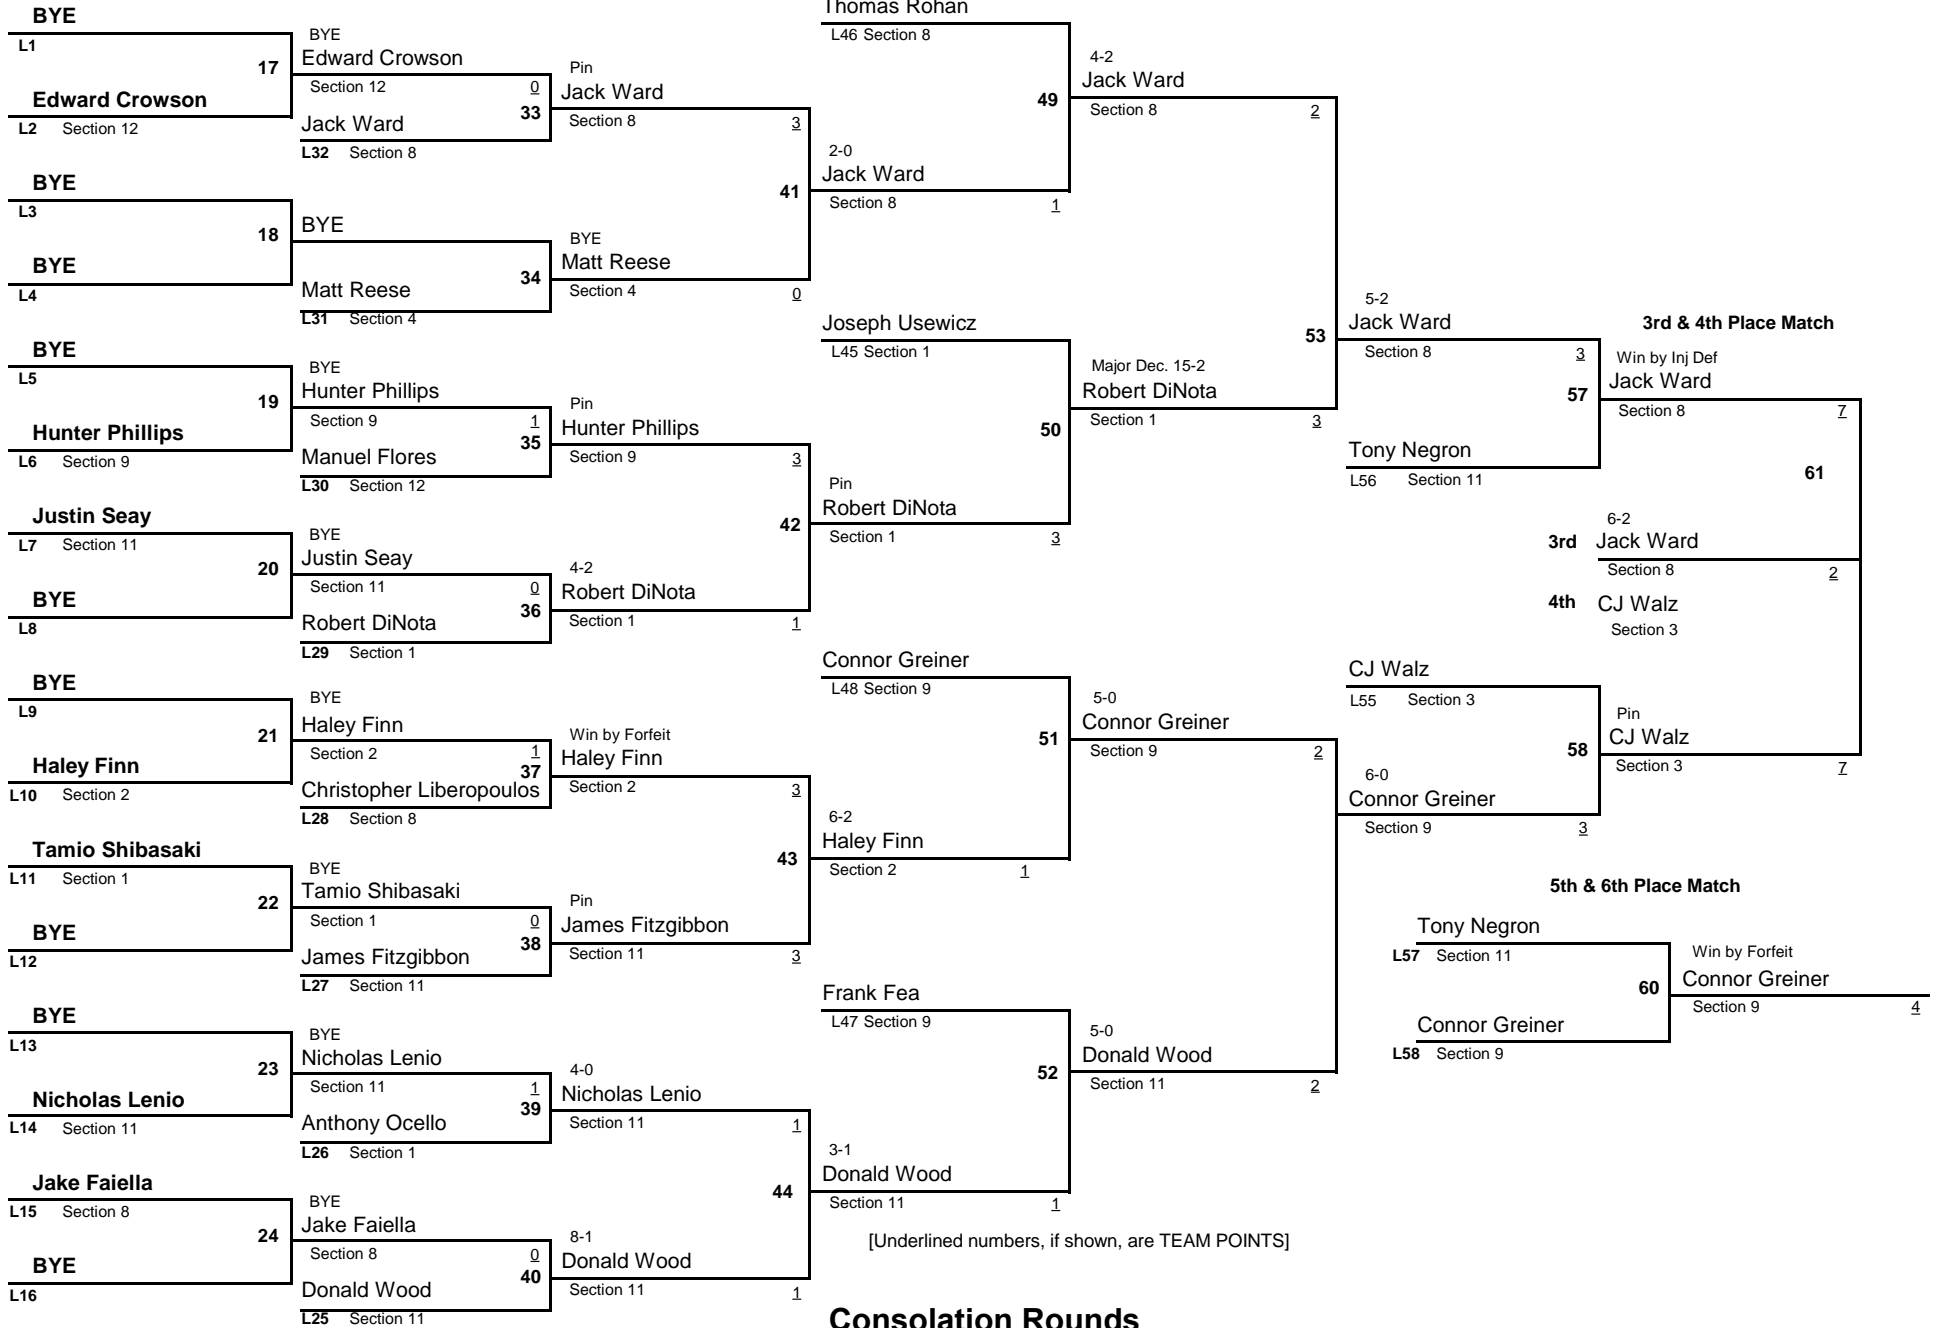 BYE
L1
17
Edward Crowson
L2 Section 12
BYE
L3
18
BYE
L4
BYE
L5
19
Hunter Phillips
L6 Section 9
Justin Seay
L7 Section 11
20
BYE
L8
BYE
L9
21
Haley Finn
L10 Section 2
Tamio Shibasaki
L11 Section 1
22
BYE
L12
BYE
L13
23
Nicholas Lenio
L14 Section 11
Jake Faiella
L15 Section 8
24
BYE
L16
BYE
Edward Crowson
Section 12 0
33
Jack Ward
L32 Section 8
BYE
34
Matt Reese
L31 Section 4
BYE
Hunter Phillips
Section 9 1
35
Manuel Flores
L30 Section 12
BYE
Justin Seay
Section 11 0
36
Robert DiNota
L29 Section 1
BYE
Haley Finn
Section 2 1
37
Christopher Liberopoulos
L28 Section 8
BYE
Tamio Shibasaki
Section 1 0
38
James Fitzgibbon
L27 Section 11
BYE
Nicholas Lenio
Section 11 1
39
Anthony Ocello
L26 Section 1
BYE
Jake Faiella
Section 8 0
40
Donald Wood
L25 Section 11
Pin
Jack Ward
Section 8 3
41
BYE
Matt Reese
Section 4 0
Pin
Hunter Phillips
Section 9 3
42
4-2
Robert DiNota
Section 1 1
Win by Forfeit
Haley Finn
Section 2 3
43
Pin
James Fitzgibbon
Section 11 3
4-0
Nicholas Lenio
Section 11 1
44
8-1
Donald Wood
Section 11 1
Thomas Rohan
L46 Section 8
49
2-0
Jack Ward
Section 8 1
Joseph Usewicz
L45 Section 1
50
Pin
Robert DiNota
Section 1 3
Connor Greiner
L48 Section 9
51
6-2
Haley Finn
Section 2 1
Frank Fea
L47 Section 9
52
3-1
Donald Wood
Section 11 1
[Underlined numbers, if shown, are TEAM POINTS]
Consolation Rounds
4-2
Jack Ward
Section 8 2
53
Major Dec. 15-2
Robert DiNota
Section 1 3
5-0
Connor Greiner
Section 9 2
5-0
Donald Wood
Section 11 2
5-2
Jack Ward
Section 8 3
57
Tony Negron
L56 Section 11
CJ Walz
L55 Section 3
58
6-0
Connor Greiner
Section 9 3
3rd & 4th Place Match
Win by Inj Def
Jack Ward
Section 8 7
61
6-2
3rd Jack Ward
Section 8 2
4th CJ Walz
Section 3
Pin
CJ Walz
Section 3 7
5th & 6th Place Match
Tony Negron
L57 Section 11
60
Connor Greiner
L58 Section 9
Win by Forfeit
Connor Greiner
Section 9 4